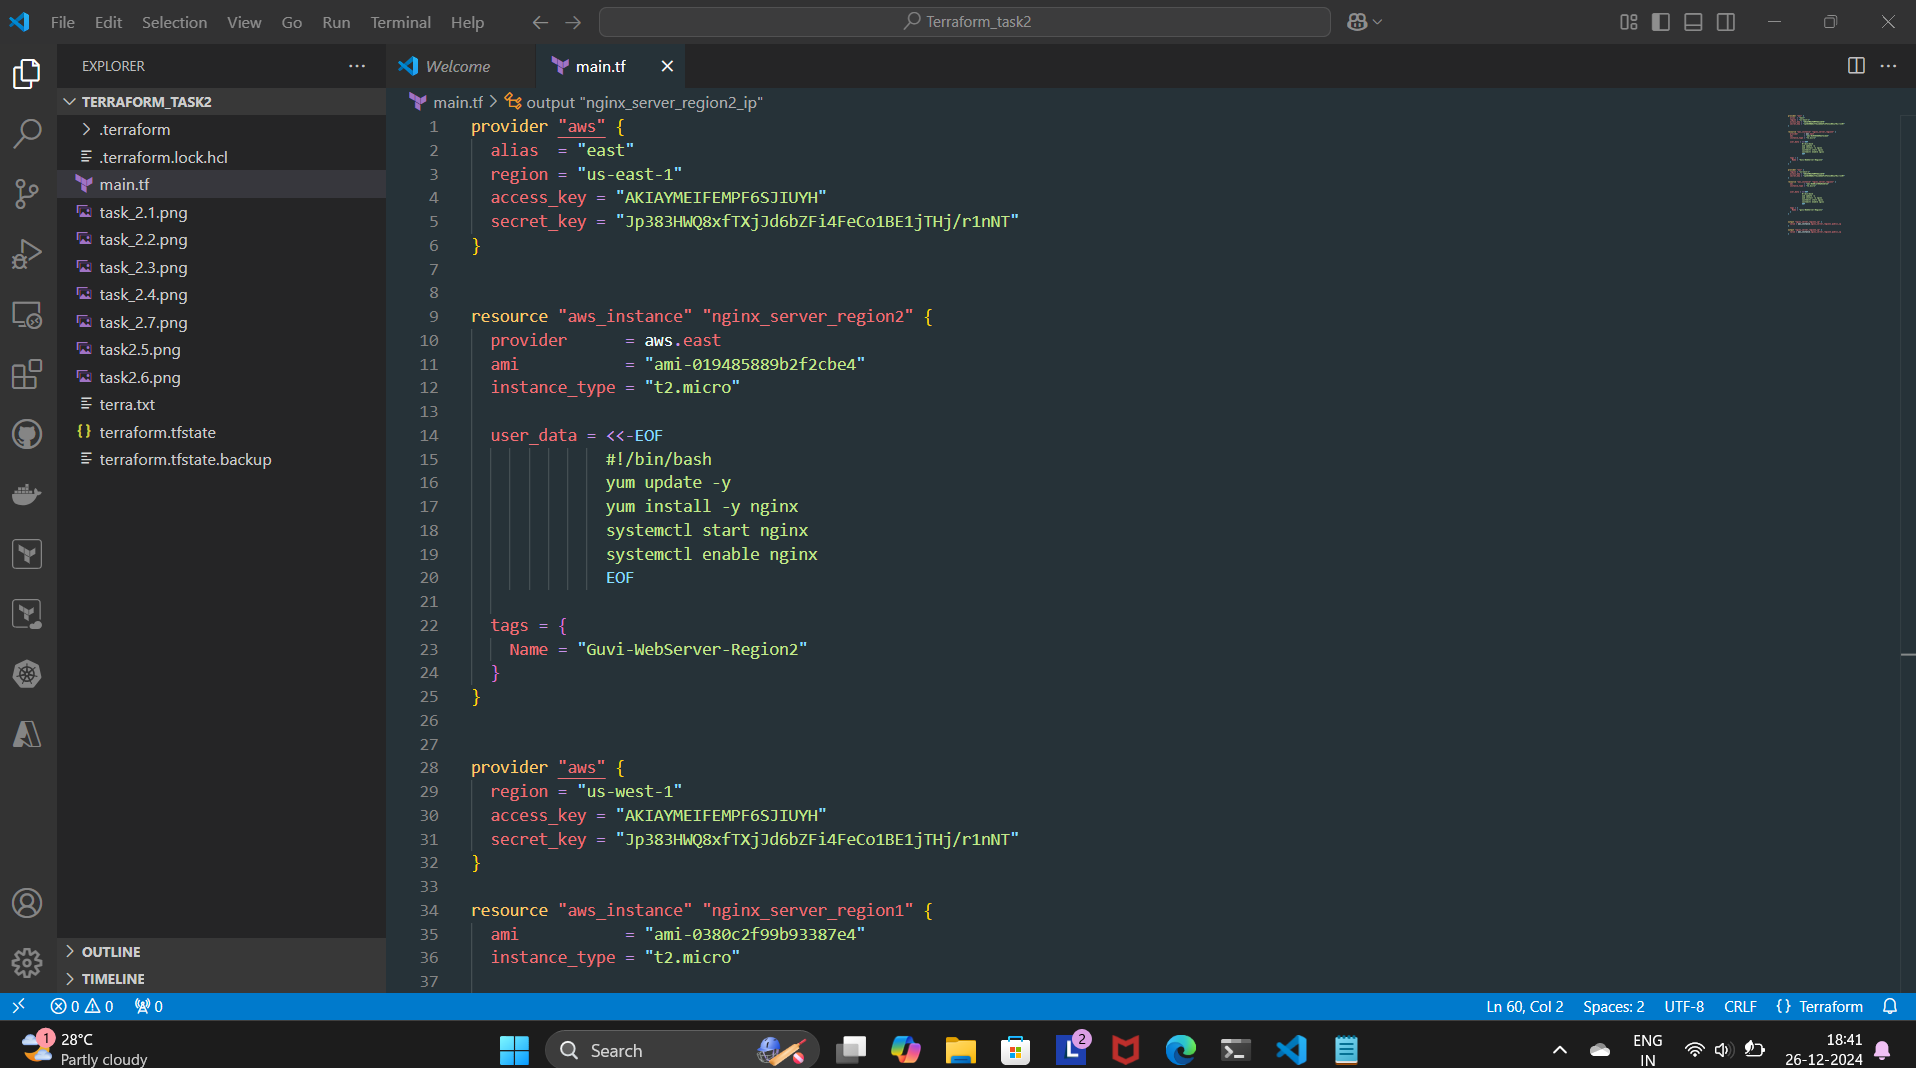 File Edit Selection View Go Run Terminal Help
Terraform_task2
EXPLORER
TERRAFORM_TASK2
.terraform
.terraform.lock.hcl
main.tf
task_2.1.png
task_2.2.png
task_2.3.png
task_2.4.png
task_2.7.png
task2.5.png
task2.6.png
terra.txt
terraform.tfstate
terraform.tfstate.backup
OUTLINE
TIMELINE
Welcome
main.tf
main.tf > output "nginx_server_region2_ip"
1 provider "aws" {
2 alias = "east"
3 region = "us-east-1"
4 access_key = "AKIAYMEIFEMPF6SJIUYH"
5 secret_key = "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"
6 }
7
8
9 resource "aws_instance" "nginx_server_region2" {
10 provider = aws.east
11 ami = "ami-019485889b2f2cbe4"
12 instance_type = "t2.micro"
13
14 user_data = <<-EOF
15 #!/bin/bash
16 yum update -y
17 yum install -y nginx
18 systemctl start nginx
19 systemctl enable nginx
20 EOF
21
22 tags = {
23 Name = "Guvi-WebServer-Region2"
24 }
25 }
26
27
28 provider "aws" {
29 region = "us-west-1"
30 access_key = "AKIAYMEIFEMPF6SJIUYH"
31 secret_key = "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"
32 }
33
34 resource "aws_instance" "nginx_server_region1" {
35 ami = "ami-0380c2f99b93387e4"
36 instance_type = "t2.micro"
37
0 0 0
Ln 60, Col 2 Spaces: 2 UTF-8 CRLF {} Terraform
1
28°C
Partly cloudy
Search
L 2
ENG
IN
18:41
26-12-2024